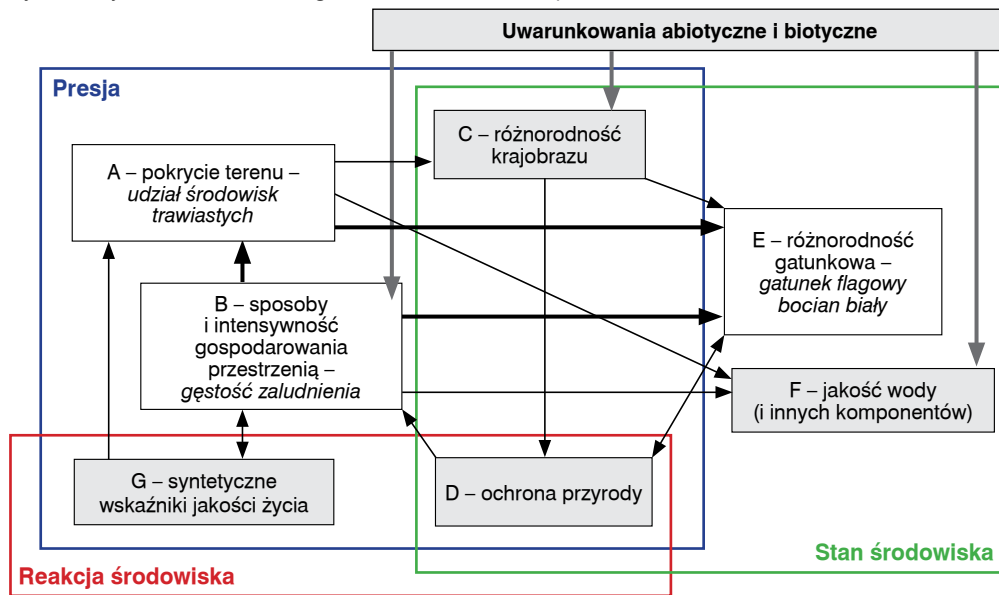 Uwarunkowania abiotyczne i biotyczne
Presja
C – różnorodność
krajobrazu
A – pokrycie terenu –
udział środowisk
trawiastych
E – różnorodność
gatunkowa –
gatunek flagowy
bocian biały
B – sposoby
i intensywność
gospodarowania
przestrzenią –
gęstość zaludnienia
F – jakość wody
(i innych komponentów)
G – syntetyczne
wskaźniki jakości życia
D – ochrona przyrody
Stan środowiska
Reakcja środowiska